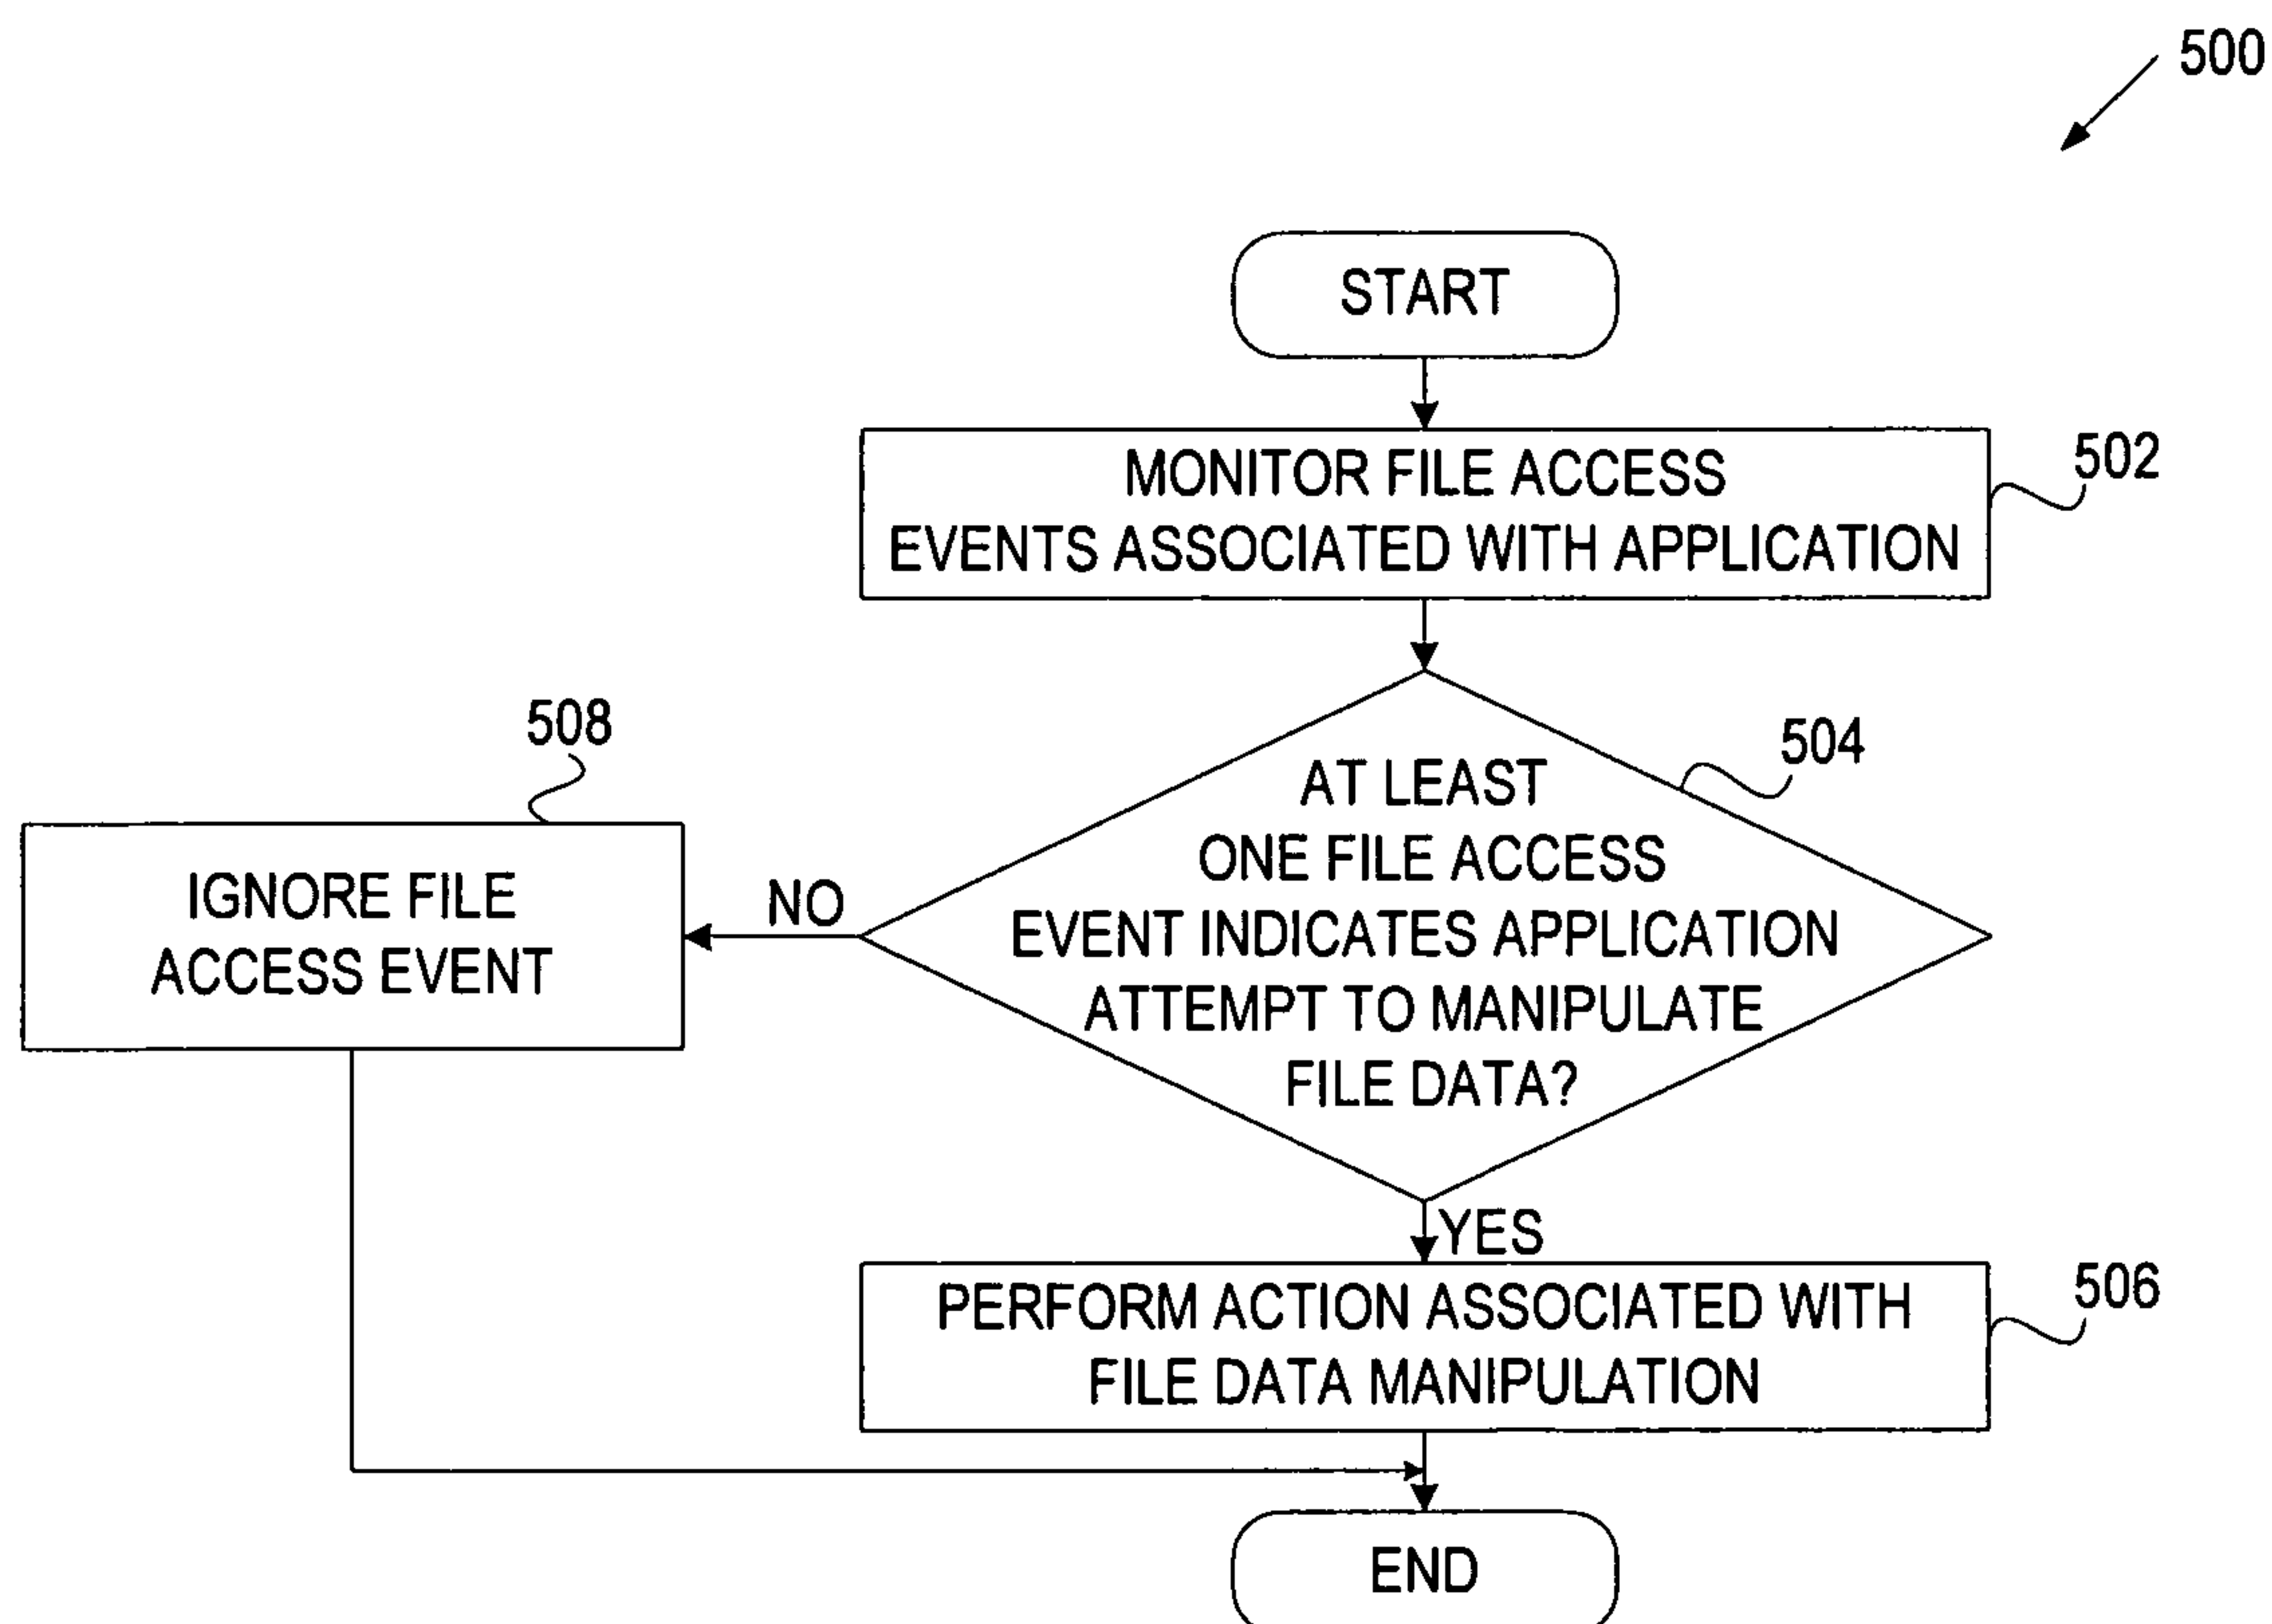 500
START
MONITOR FILE ACCESS
EVENTS ASSOCIATED WITH APPLICATION
502
AT LEAST
ONE FILE ACCESS
EVENT INDICATES APPLICATION
ATTEMPT TO MANIPULATE
FILE DATA?
504
NO
508
IGNORE FILE
ACCESS EVENT
YES
PERFORM ACTION ASSOCIATED WITH
FILE DATA MANIPULATION
506
END